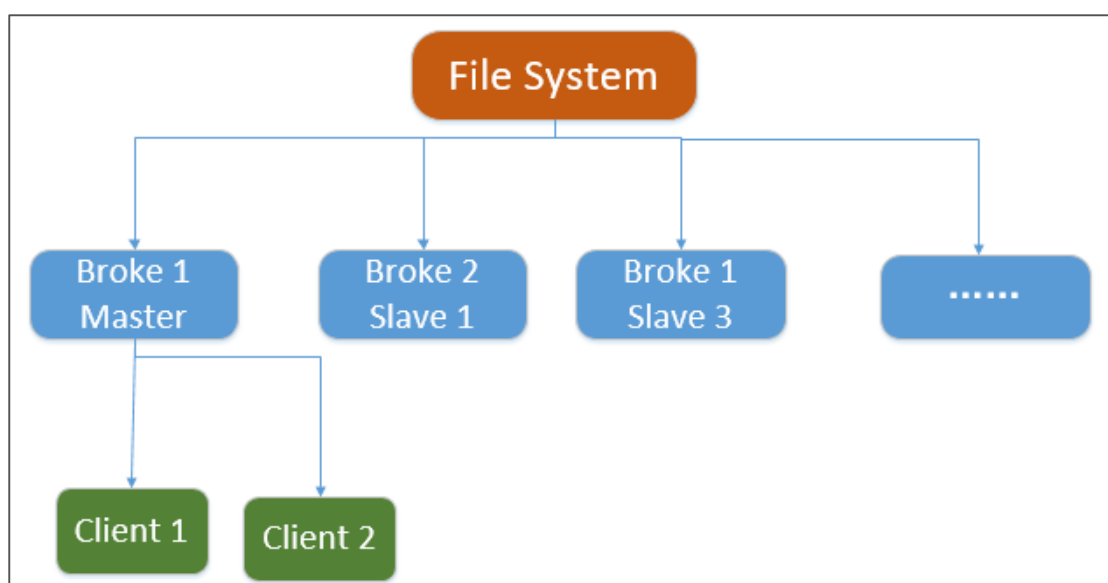 File System
Broke 1
Master
Broke 2
Slave 1
Broke 1
Slave 3
......
Client 1
Client 2